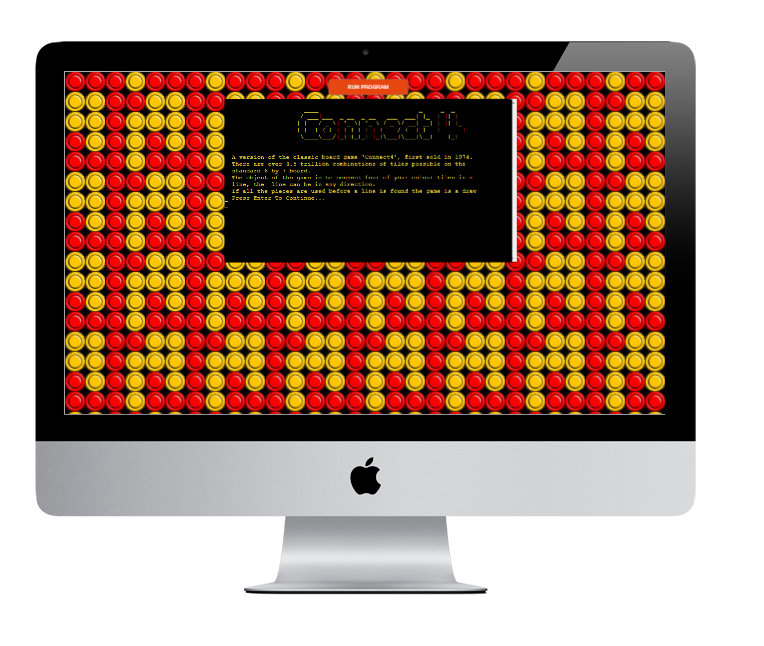 RUN PROGRAM
Connect 4
A version of the classic board game 'Connect4', first sold in 1974.
There are over 4.5 trillion combinations of tiles possible on the
standard 6 by 7 board.
The object of the game is to connect four of your colour tiles in a
line, the line can be in any direction.
If all the pieces are used before a line is found the game is a draw
Press Enter To Continue...